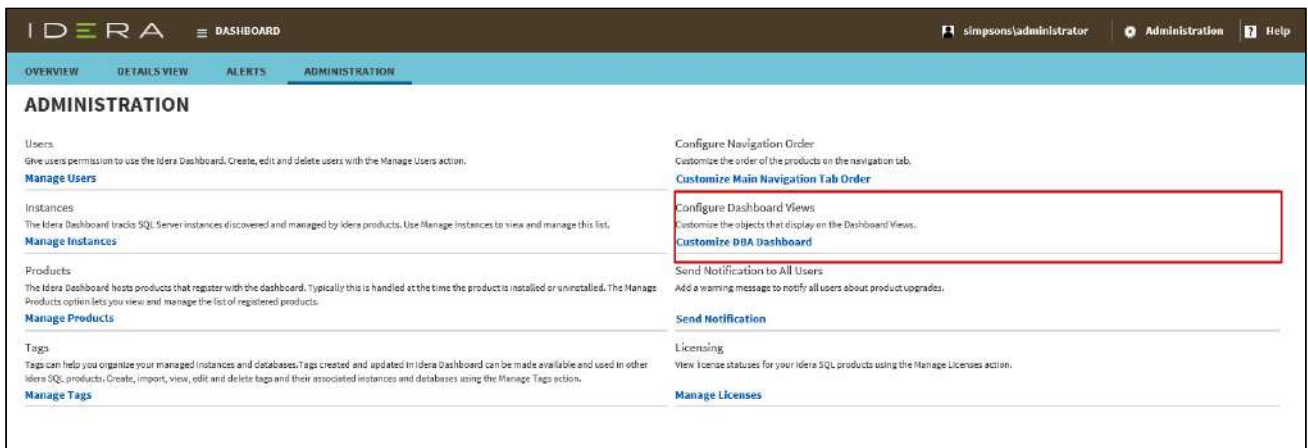 IDERA
DASHBOARD
simpsons\administrator
Administration
Help
OVERVIEW DETAILS VIEW ALERTS ADMINISTRATION
ADMINISTRATION
Users
Give users permission to use the Idera Dashboard. Create, edit and delete users with the Manage Users action.
Manage Users
Instances
The Idera Dashboard tracks SQL Server instances discovered and managed by Idera products. Use Manage Instances to view and manage this list.
Manage Instances
Products
The Idera Dashboard hosts products that register with the dashboard. Typically this is handled at the time the product is installed or uninstalled. The Manage
Products option lets you view and manage the list of registered products.
Manage Products
Tags
Tags can help you organize your managed instances and databases.Tags created and updated in Idera Dashboard can be made available and used in other
Idera SQL products. Create, import, view, edit and delete tags and their associated instances and databases using the Manage Tags action.
Manage Tags
Configure Navigation Order
Customize the order of the products on the navigation tab.
Customize Main Navigation Tab Order
Configure Dashboard Views
Customize the objects that display on the Dashboard Views.
Customize DBA Dashboard
Send Notification to All Users
Add a warning message to notify all users about product upgrades.
Send Notification
Licensing
View license statuses for your Idera SQL products using the Manage Licenses action.
Manage Licenses